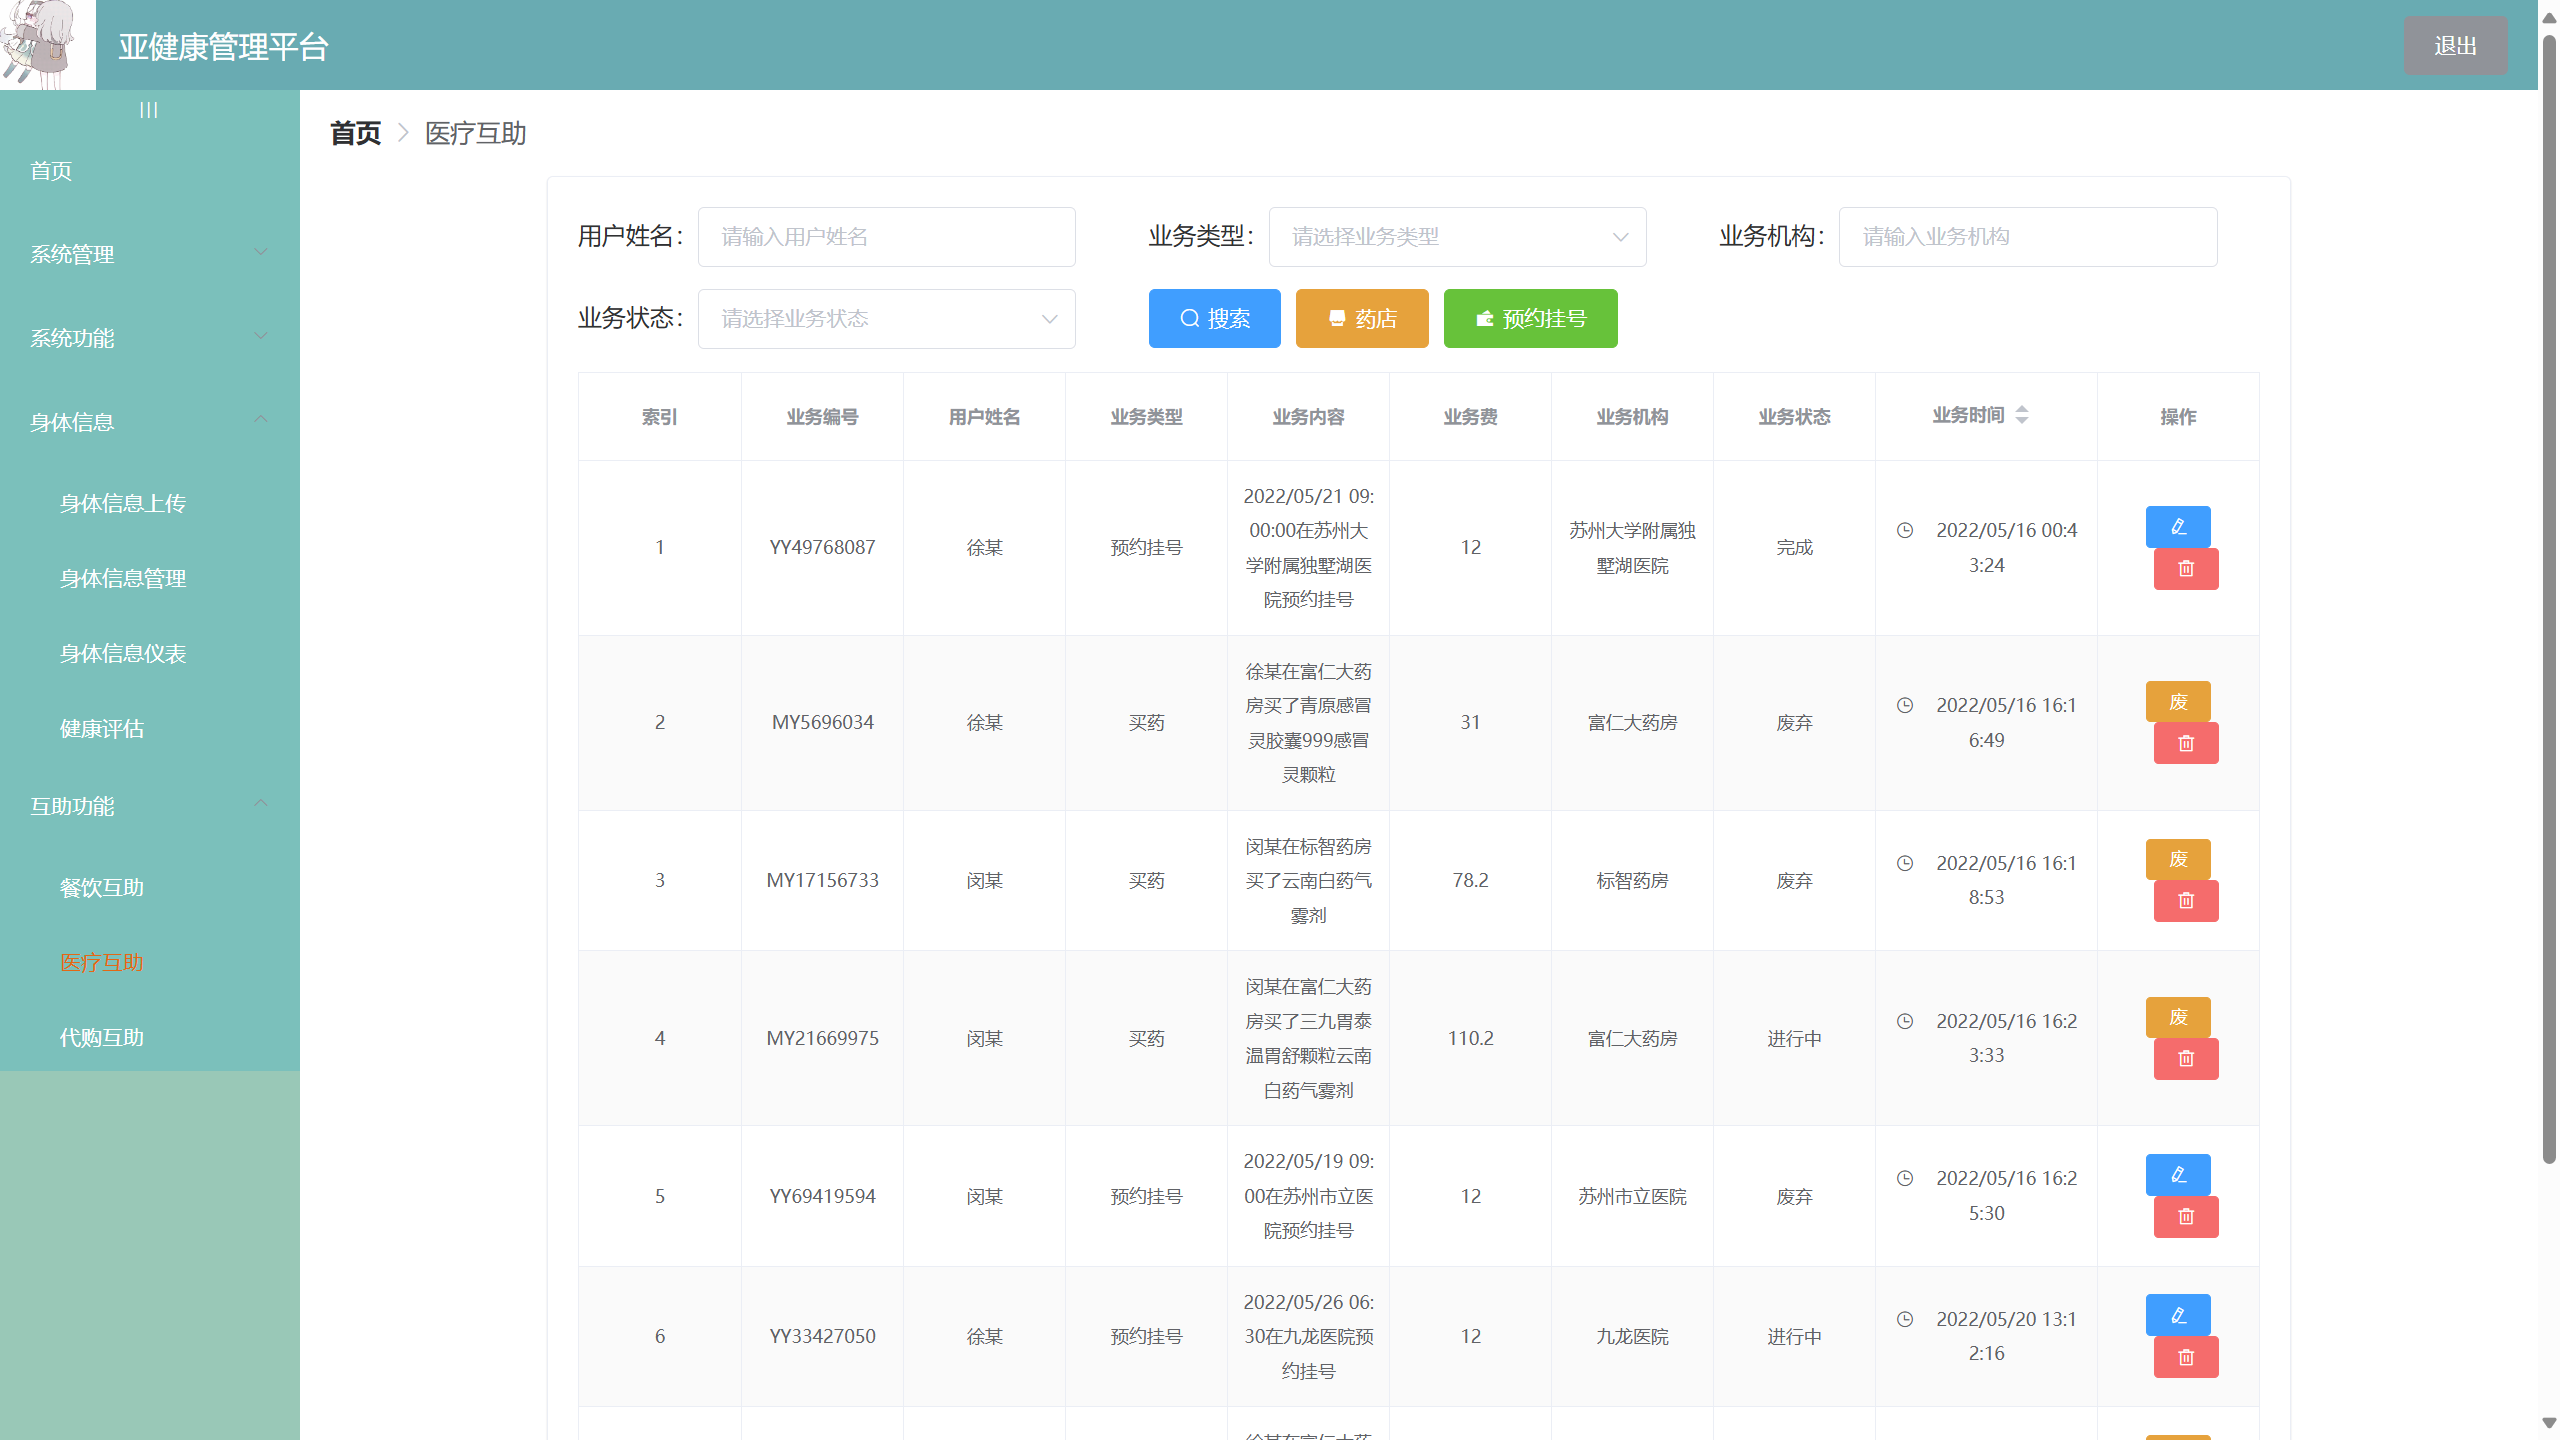 亚健康管理平台
退出
|||
首页
系统管理
系统功能
身体信息
身体信息上传
身体信息管理
身体信息仪表
健康评估
互助功能
餐饮互助
医疗互助
代购互助
首页 医疗互助
用户姓名： 请输入用户姓名 业务类型： 请选择业务类型 业务机构： 请输入业务机构
业务状态： 请选择业务状态 搜索 药店 预约挂号
索引 业务编号 用户姓名 业务类型 业务内容 业务费 业务机构 业务状态 业务时间 操作
1 YY49768087 徐某 预约挂号
2022/05/21 09:
00:00在苏州大
学附属独墅湖医
院预约挂号
12
苏州大学附属独
墅湖医院
完成
2022/05/16 00:4
3:24
2 MY5696034 徐某 买药
徐某在富仁大药
房买了青原感冒
灵胶囊999感冒
灵颗粒
31 富仁大药房 废弃
2022/05/16 16:1
6:49
废
3 MY17156733 闵某 买药
闵某在标智药房
买了云南白药气
雾剂
78.2 标智药房 废弃
2022/05/16 16:1
8:53
废
4 MY21669975 闵某 买药
闵某在富仁大药
房买了三九胃泰
温胃舒颗粒云南
白药气雾剂
110.2 富仁大药房 进行中
2022/05/16 16:2
3:33
废
5 YY69419594 闵某 预约挂号
2022/05/19 09:
00在苏州市立医
院预约挂号
12 苏州市立医院 废弃
2022/05/16 16:2
5:30
6 YY33427050 徐某 预约挂号
2022/05/26 06:
30在九龙医院预
约挂号
12 九龙医院 进行中
2022/05/20 13:1
2:16